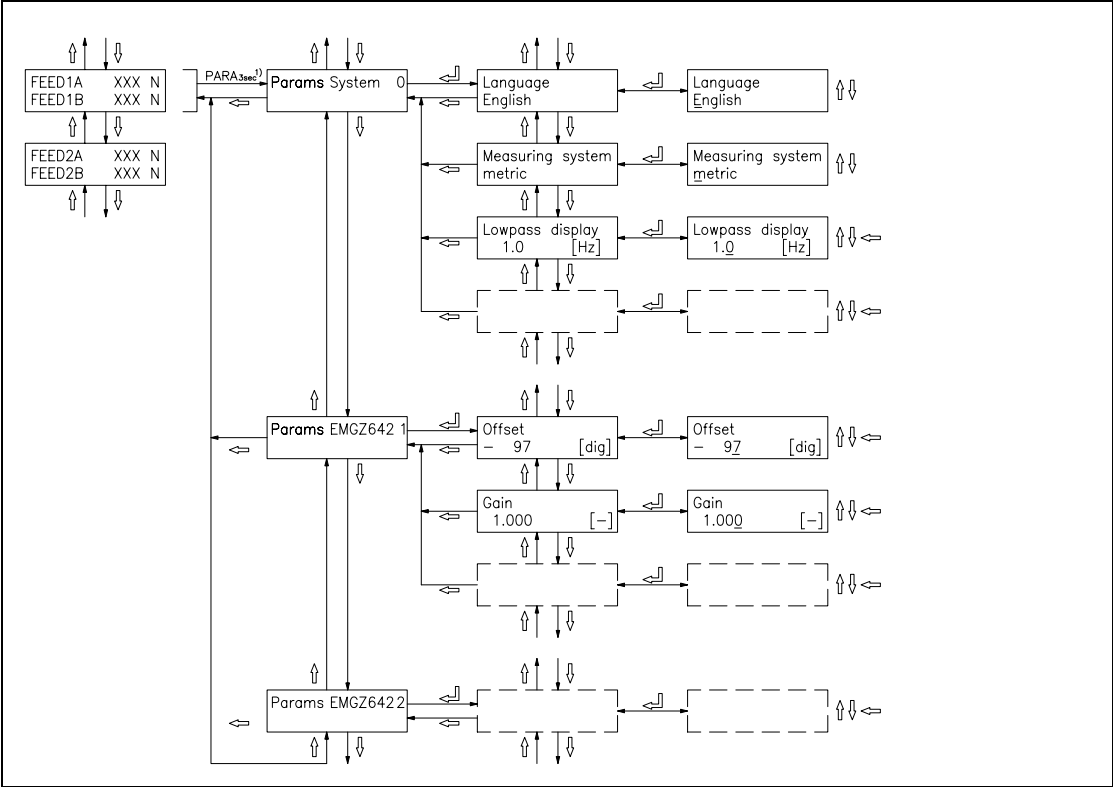 FEED1A XXX N
FEED1B XXX N
FEED2A XXX N
FEED2B XXX N
PARA3sec1)
Params System 0
Language
English
Language
English
Measuring system
metric
Measuring system
metric
Lowpass display
1.0 [Hz]
Lowpass display
1.0 [Hz]
Params EMGZ642 1
Offset
– 97 [dig]
Offset
– 97 [dig]
Gain
1.000 [–]
Gain
1.000 [–]
Params EMGZ642 2